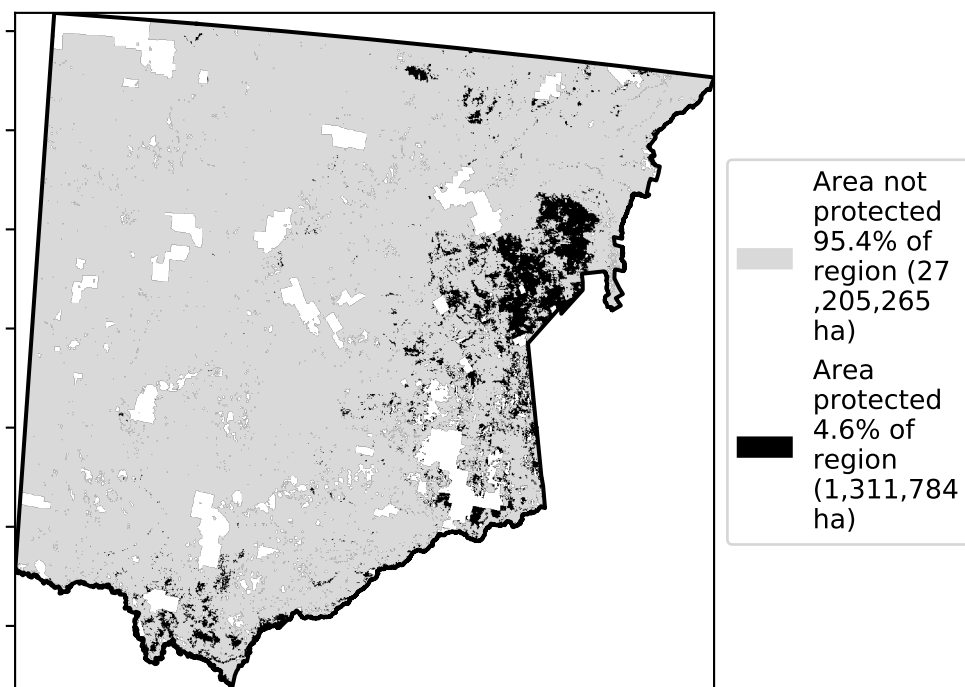 Area not
protected
95.4% of
region (27
,205,265
ha)
Area
protected
4.6% of
region
(1,311,784
ha)